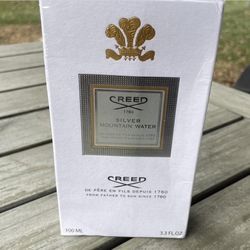 CREED
1760
SILVER
MOUNTAIN WATER
CREED
DE PÈRE EN FILS DEPUIS 1760
FROM FATHER TO SON SINCE 1760
100 ML
3.3 FL.OZ